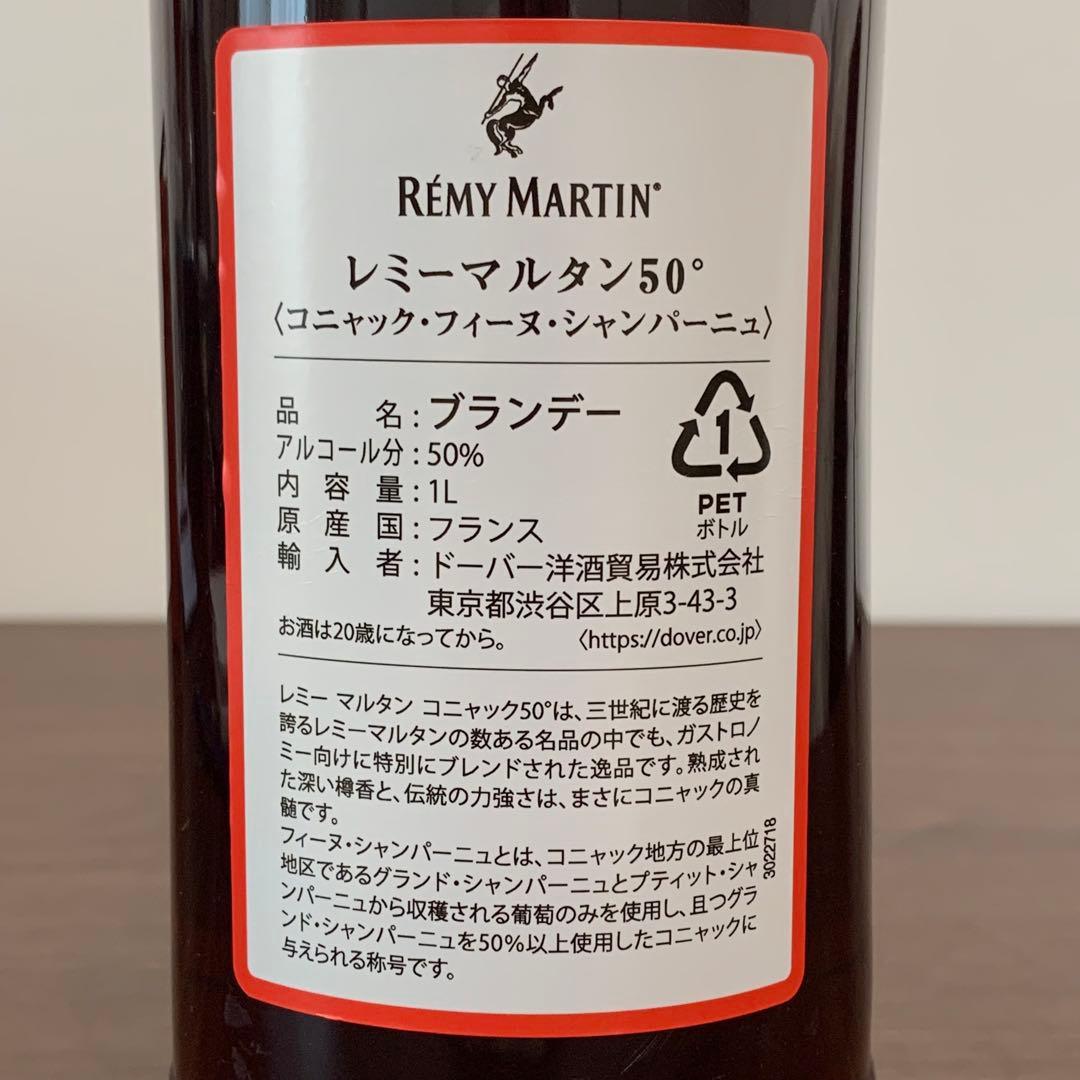 RÉMY MARTIN®
レミーマルタン50°
〈コニャック・フィーヌ・シャンパーニュ〉
品名：ブランデー
アルコール分：50%
内容量：1L
原産国：フランス
輸入者：ドーバー洋酒貿易株式会社
東京都渋谷区上原3-43-3
お酒は20歳になってから。 〈https://dover.co.jp〉
1
PET
ボトル
レミー マルタン コニャック50°は、三世紀に渡る歴史を
誇るレミーマルタンの数ある名品の中でも、ガストロノ
ミー向けに特別にブレンドされた逸品です。熟成され
た深い樽香と、伝統の力強さは、まさにコニャックの真
髄です。
フィーヌ・シャンパーニュとは、コニャック地方の最上位
地区であるグランド・シャンパーニュとプティット・シャ
ンパーニュから収穫される葡萄のみを使用し、且つグラ
ンド・シャンパーニュを50%以上使用したコニャックに
与えられる称号です。
3022718